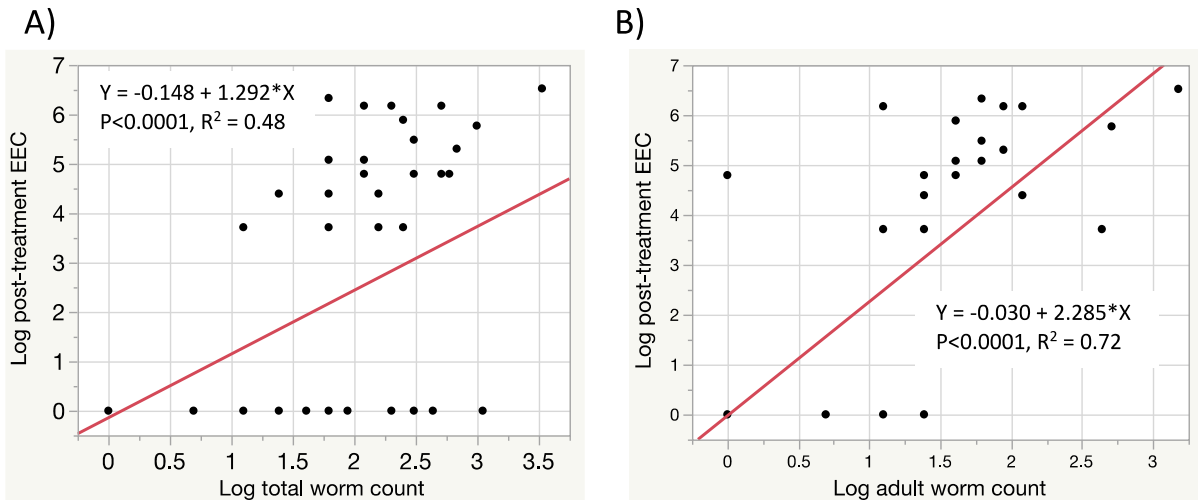 A)
Y = -0.148 + 1.292*X
P<0.0001, R² = 0.48
Log post-treatment EEC
7
6
5
4
3
2
1
0
0 0.5 1 1.5 2 2.5 3 3.5
Log total worm count
B)
Y = -0.030 + 2.285*X
P<0.0001, R² = 0.72
Log post-treatment EEC
7
6
5
4
3
2
1
0
0 0.5 1 1.5 2 2.5 3
Log adult worm count